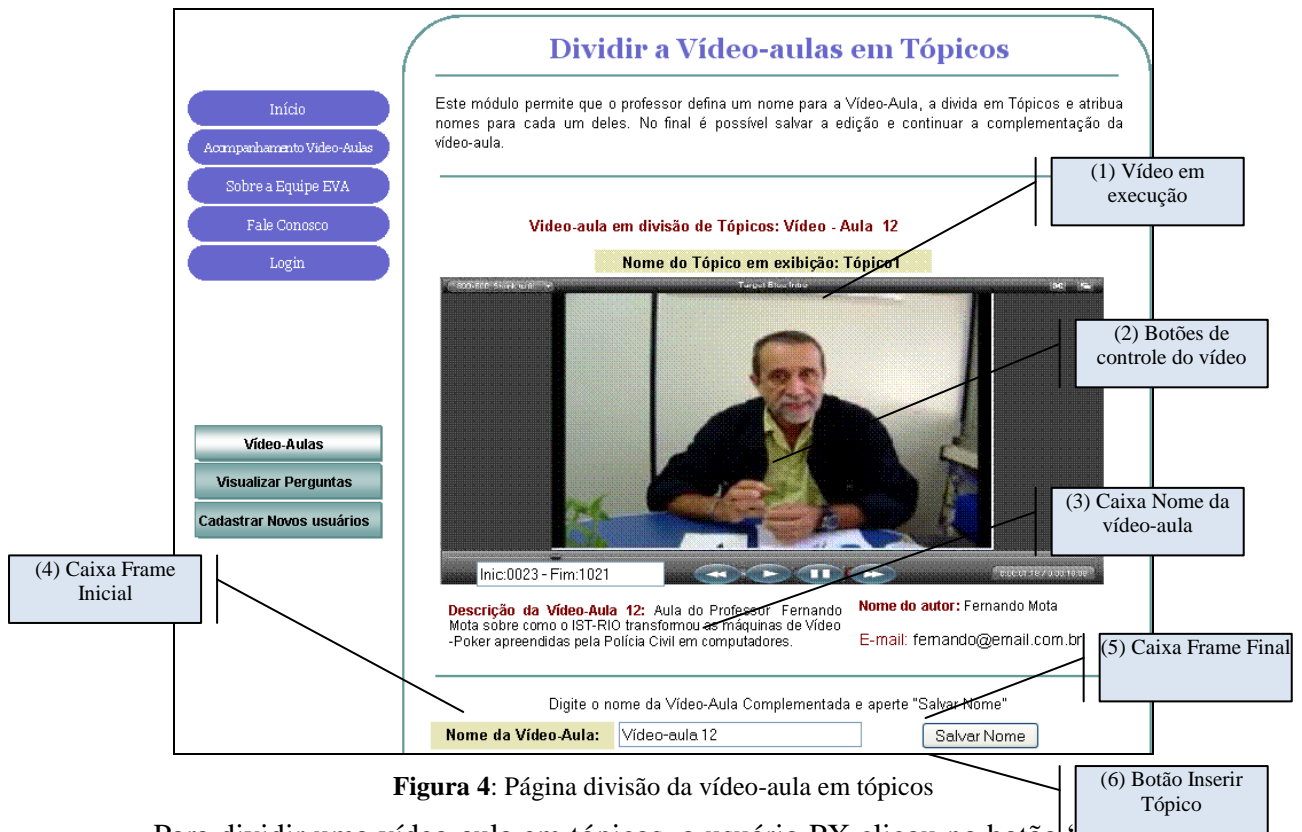 Dividir a Vídeo-aulas em Tópicos
Início
Acompanhamento Video-Aulas
Sobre a Equipe EVA
Fale Conosco
Login
Este módulo permite que o professor defina um nome para a Vídeo-Aula, a divida em Tópicos e atribua
nomes para cada um deles. No final é possível salvar a edição e continuar a complementação da
vídeo-aula.
(1) Vídeo em
execução
Video-aula em divisão de Tópicos: Vídeo - Aula 12
Nome do Tópico em exibição: Tópico1
Target Blue Intro
(2) Botões de
controle do vídeo
Vídeo-Aulas
Visualizar Perguntas
Cadastrar Novos usuários
(3) Caixa Nome da
vídeo-aula
(4) Caixa Frame
Inicial
Inic:0023 - Fim:1021
Descrição da Vídeo-Aula 12: Aula do Professor Fernando
Mota sobre como o IST-RIO transformou as máquinas de Vídeo
-Poker apreendidas pela Polícia Civil em computadores.
Nome do autor: Fernando Mota
E-mail: fernando@email.com.br
(5) Caixa Frame Final
Digite o nome da Vídeo-Aula Complementada e aperte "Salvar Nome"
Nome da Vídeo-Aula: Vídeo-aula 12 Salvar Nome
Figura 4: Página divisão da vídeo-aula em tópicos
(6) Botão Inserir
Tópico